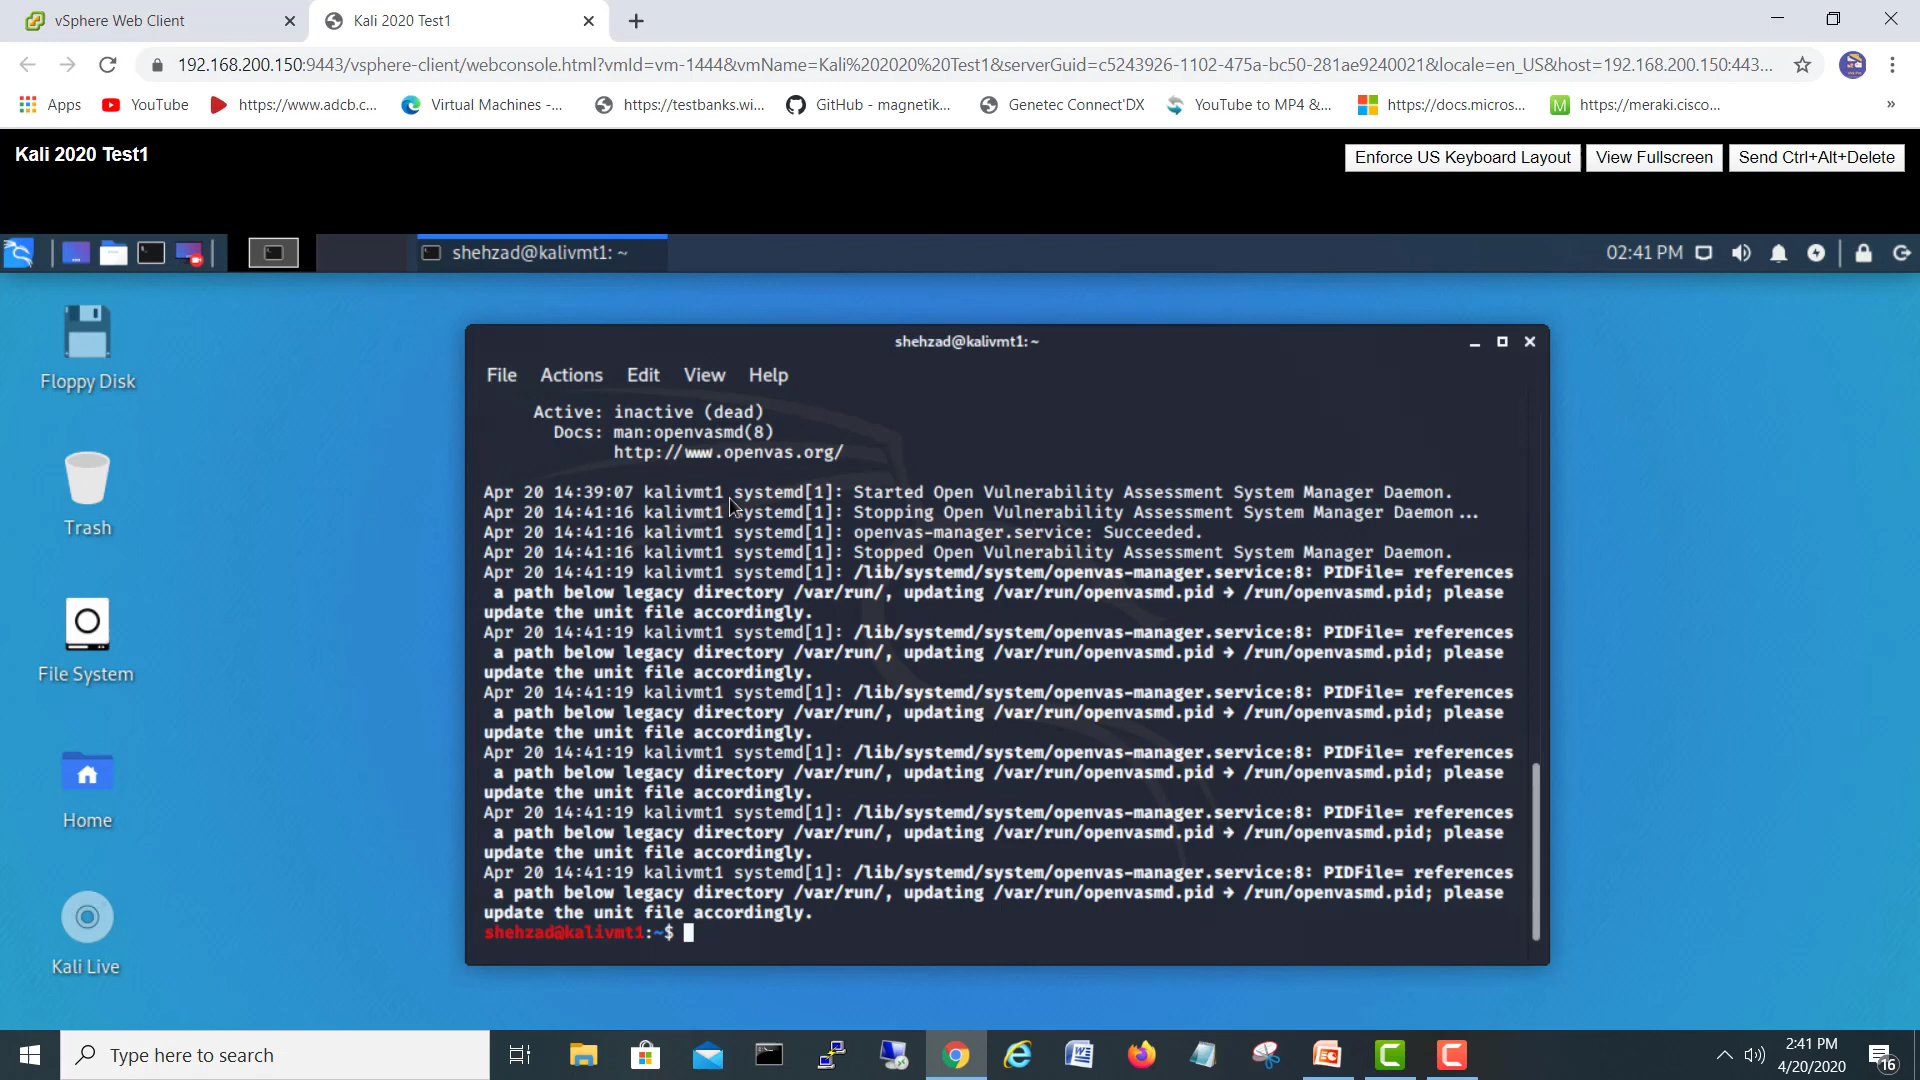 vSphere Web Client
Kali 2020 Test1
192.168.200.150:9443/vsphere-client/webconsole.html?vmId=vm-1444&vmName=Kali%202020%20Test1&serverGuid=c5243926-1102-475a-bc50-281ae9240021&locale=en_US&host=192.168.200.150:443...
Apps YouTube https://www.adcb.c... Virtual Machines -... https://testbanks.wi... GitHub - magnetik... Genetec Connect'DX YouTube to MP4 &... https://docs.micros... https://meraki.cisco... »
Kali 2020 Test1
Enforce US Keyboard Layout View Fullscreen Send Ctrl+Alt+Delete
shehzad@kalivmt1: ~
02:41 PM
Floppy Disk
Trash
File System
Home
Kali Live
shehzad@kalivmt1:~
File Actions Edit View Help
Active: inactive (dead)
Docs: man:openvasmd(8)
http://www.openvas.org/
Apr 20 14:39:07 kalivmt1 systemd[1]: Started Open Vulnerability Assessment System Manager Daemon.
Apr 20 14:41:16 kalivmt1 systemd[1]: Stopping Open Vulnerability Assessment System Manager Daemon...
Apr 20 14:41:16 kalivmt1 systemd[1]: openvas-manager.service: Succeeded.
Apr 20 14:41:16 kalivmt1 systemd[1]: Stopped Open Vulnerability Assessment System Manager Daemon.
Apr 20 14:41:19 kalivmt1 systemd[1]: /lib/systemd/system/openvas-manager.service:8: PIDFile= references
a path below legacy directory /var/run/, updating /var/run/openvasmd.pid → /run/openvasmd.pid; please
update the unit file accordingly.
Apr 20 14:41:19 kalivmt1 systemd[1]: /lib/systemd/system/openvas-manager.service:8: PIDFile= references
a path below legacy directory /var/run/, updating /var/run/openvasmd.pid → /run/openvasmd.pid; please
update the unit file accordingly.
Apr 20 14:41:19 kalivmt1 systemd[1]: /lib/systemd/system/openvas-manager.service:8: PIDFile= references
a path below legacy directory /var/run/, updating /var/run/openvasmd.pid → /run/openvasmd.pid; please
update the unit file accordingly.
Apr 20 14:41:19 kalivmt1 systemd[1]: /lib/systemd/system/openvas-manager.service:8: PIDFile= references
a path below legacy directory /var/run/, updating /var/run/openvasmd.pid → /run/openvasmd.pid; please
update the unit file accordingly.
Apr 20 14:41:19 kalivmt1 systemd[1]: /lib/systemd/system/openvas-manager.service:8: PIDFile= references
a path below legacy directory /var/run/, updating /var/run/openvasmd.pid → /run/openvasmd.pid; please
update the unit file accordingly.
Apr 20 14:41:19 kalivmt1 systemd[1]: /lib/systemd/system/openvas-manager.service:8: PIDFile= references
a path below legacy directory /var/run/, updating /var/run/openvasmd.pid → /run/openvasmd.pid; please
update the unit file accordingly.
shehzad@kalivmt1:~$
Type here to search
2:41 PM
4/20/2020
16